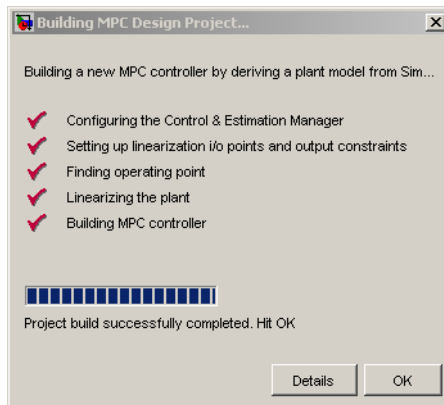 Building MPC Design Project...
Building a new MPC controller by deriving a plant model from Sim...
Configuring the Control & Estimation Manager
Setting up linearization i/o points and output constraints
Finding operating point
Linearizing the plant
Building MPC controller
Project build successfully completed. Hit OK
Details
OK